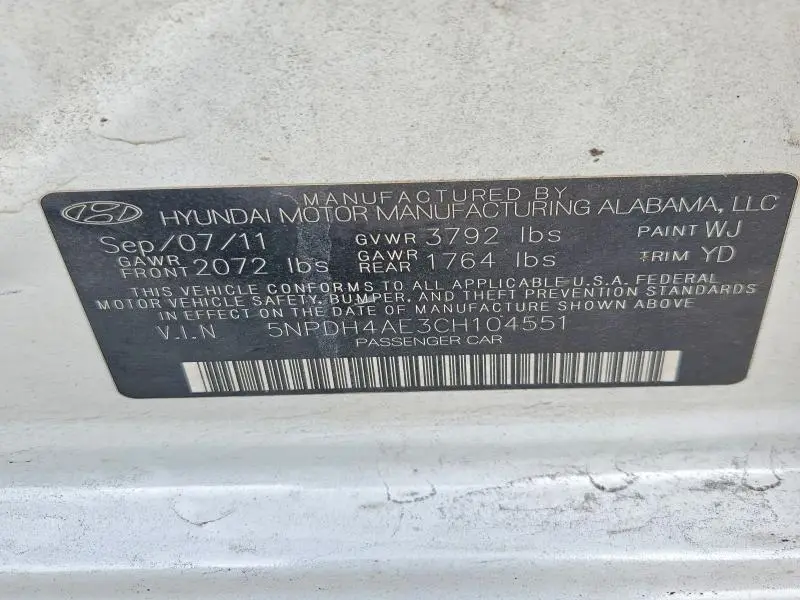 MANUFACTURED BY
HYUNDAI MOTOR MANUFACTURING ALABAMA, LLC
Sep/07/11 GVWR 3792 lbs PAINT WJ
GAWR FRONT 2072 lbs GAWR REAR 1764 lbs TRIM YD
THIS VEHICLE CONFORMS TO ALL APPLICABLE U.S.A. FEDERAL
MOTOR VEHICLE SAFETY, BUMPER, AND THEFT PREVENTION STANDARDS
IN EFFECT ON THE DATE OF MANUFACTURE SHOWN ABOVE
V.I.N 5NPDH4AE3CH104551
PASSENGER CAR